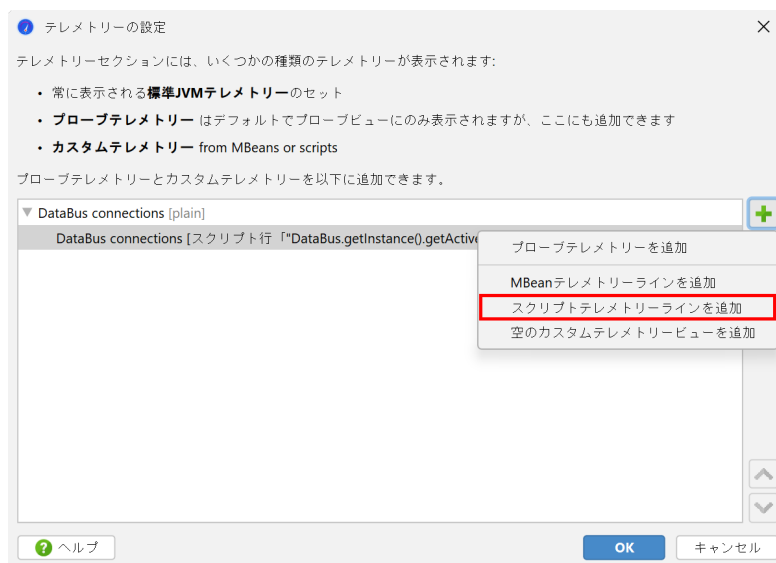 テレメトリーの設定
テレメトリーセクションには、いくつかの種類のテレメトリーが表示されます:
• 常に表示される標準JVMテレメトリーのセット
• プローブテレメトリー はデフォルトでプローブビューにのみ表示されますが、ここにも追加できます
• カスタムテレメトリー from MBeans or scripts
プローブテレメトリーとカスタムテレメトリーを以下に追加できます。
DataBus connections [plain]
DataBus connections [スクリプト行「"DataBus.getInstance().getActive
プローブテレメトリーを追加
MBeanテレメトリーラインを追加
スクリプトテレメトリーラインを追加
空のカスタムテレメトリービューを追加
ヘルプ
OK
キャンセル